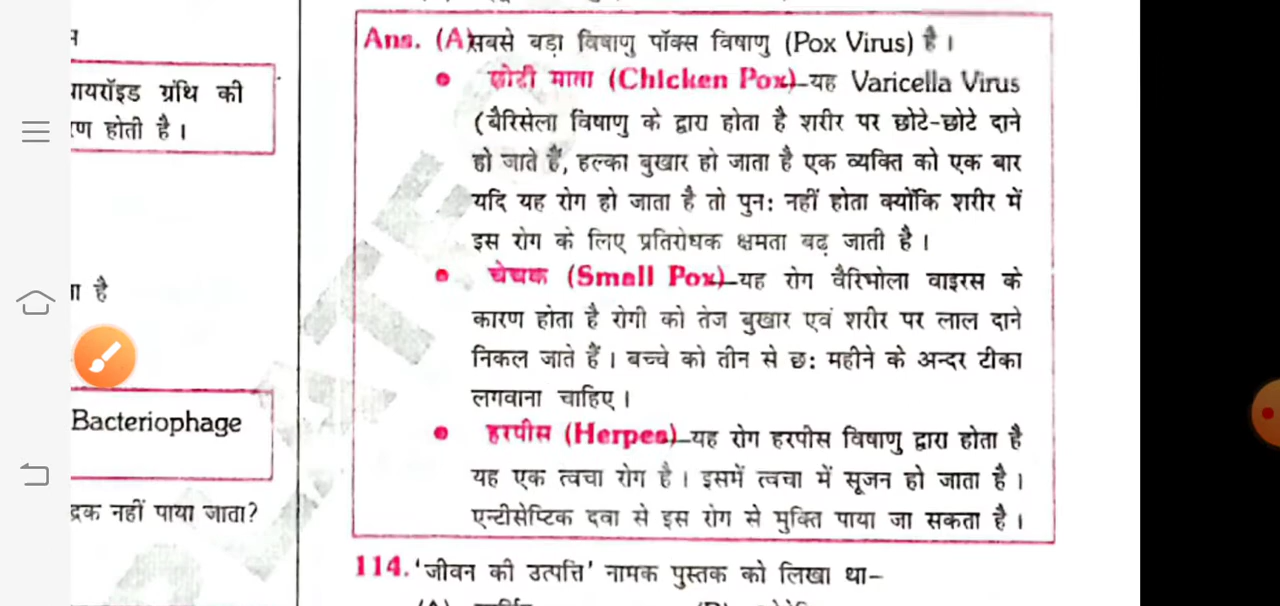 ायरॉइड ग्रंथि की
रण होती है।
ा है
Bacteriophage
द्रक नहीं पाया जाता?
Ans. (A)सबसे बड़ा विषाणु पॉक्स विषाणु (Pox Virus) है।
• छोटी माता (Chicken Pox)–यह Varicella Virus
(बैरिसेला विषाणु के द्वारा होता है शरीर पर छोटे-छोटे दाने
हो जाते हैं, हल्का बुखार हो जाता है एक व्यक्ति को एक बार
यदि यह रोग हो जाता है तो पुनः नहीं होता क्योंकि शरीर में
इस रोग के लिए प्रतिरोधक क्षमता बढ़ जाती है।
• चेचक (Small Pox)–यह रोग वैरिभोला वाइरस के
कारण होता है रोगी को तेज बुखार एवं शरीर पर लाल दाने
निकल जाते हैं। बच्चे को तीन से छः महीने के अन्दर टीका
लगवाना चाहिए।
• हरपीस (Herpes)–यह रोग हरपीस विषाणु द्वारा होता है
यह एक त्वचा रोग है। इसमें त्वचा में सूजन हो जाता है।
एन्टीसेप्टिक दवा से इस रोग से मुक्ति पाया जा सकता है।
114. 'जीवन की उत्पत्ति' नामक पुस्तक को लिखा था–